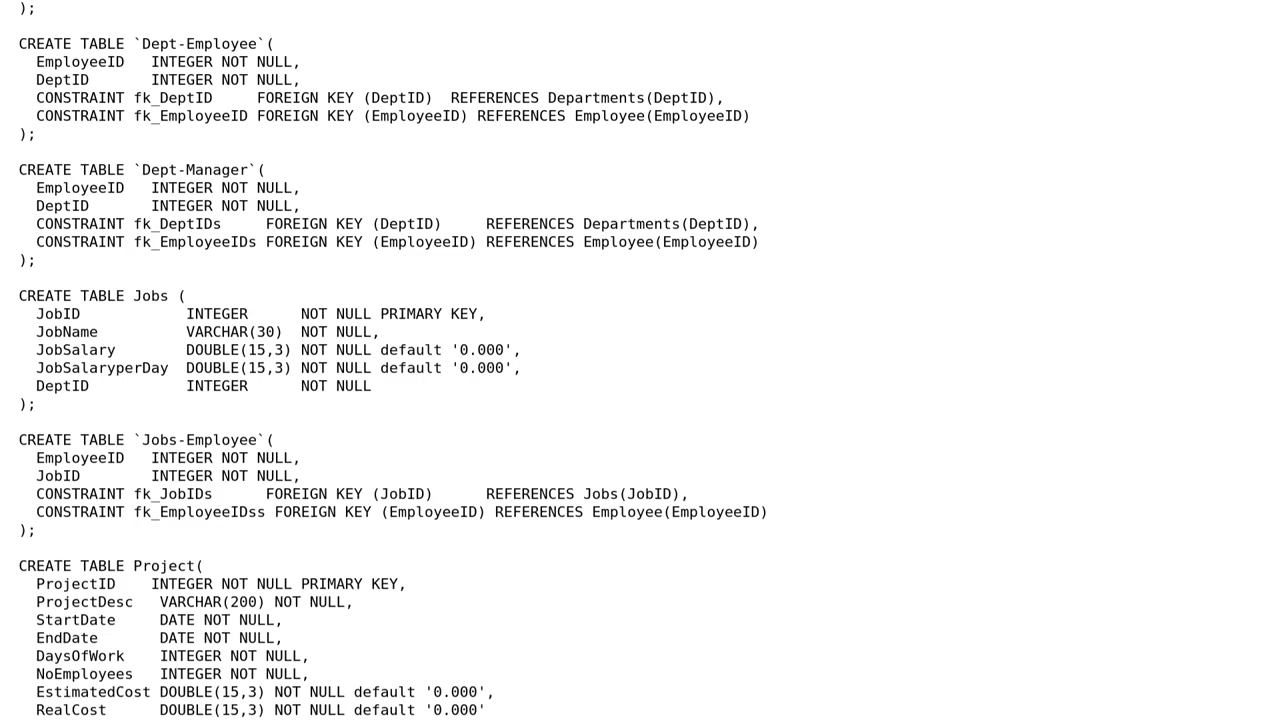 );
CREATE TABLE `Dept-Employee`(
  EmployeeID   INTEGER NOT NULL,
  DeptID       INTEGER NOT NULL,
  CONSTRAINT fk_DeptID     FOREIGN KEY (DeptID)  REFERENCES Departments(DeptID),
  CONSTRAINT fk_EmployeeID FOREIGN KEY (EmployeeID) REFERENCES Employee(EmployeeID)
);
CREATE TABLE `Dept-Manager`(
  EmployeeID   INTEGER NOT NULL,
  DeptID       INTEGER NOT NULL,
  CONSTRAINT fk_DeptIDs     FOREIGN KEY (DeptID)     REFERENCES Departments(DeptID),
  CONSTRAINT fk_EmployeeIDs FOREIGN KEY (EmployeeID) REFERENCES Employee(EmployeeID)
);
CREATE TABLE Jobs (
  JobID            INTEGER      NOT NULL PRIMARY KEY,
  JobName          VARCHAR(30)  NOT NULL,
  JobSalary        DOUBLE(15,3) NOT NULL default '0.000',
  JobSalaryperDay  DOUBLE(15,3) NOT NULL default '0.000',
  DeptID           INTEGER      NOT NULL
);
CREATE TABLE `Jobs-Employee`(
  EmployeeID   INTEGER NOT NULL,
  JobID        INTEGER NOT NULL,
  CONSTRAINT fk_JobIDs      FOREIGN KEY (JobID)      REFERENCES Jobs(JobID),
  CONSTRAINT fk_EmployeeIDss FOREIGN KEY (EmployeeID) REFERENCES Employee(EmployeeID)
);
CREATE TABLE Project(
  ProjectID    INTEGER NOT NULL PRIMARY KEY,
  ProjectDesc   VARCHAR(200) NOT NULL,
  StartDate     DATE NOT NULL,
  EndDate       DATE NOT NULL,
  DaysOfWork    INTEGER NOT NULL,
  NoEmployees   INTEGER NOT NULL,
  EstimatedCost DOUBLE(15,3) NOT NULL default '0.000',
  RealCost      DOUBLE(15,3) NOT NULL default '0.000'